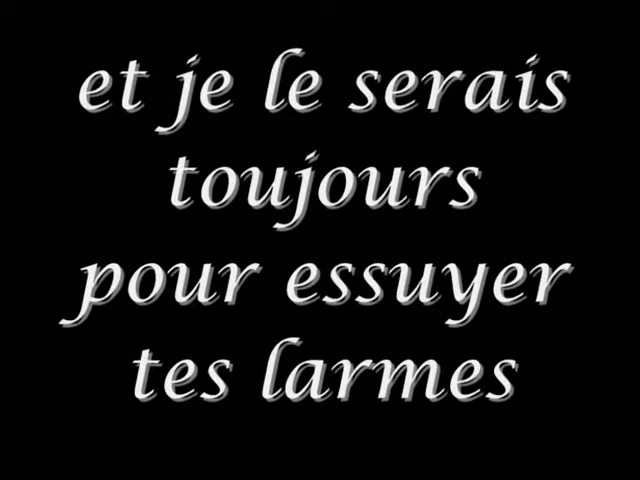 et je le serais
toujours
pour essuyer
tes larmes